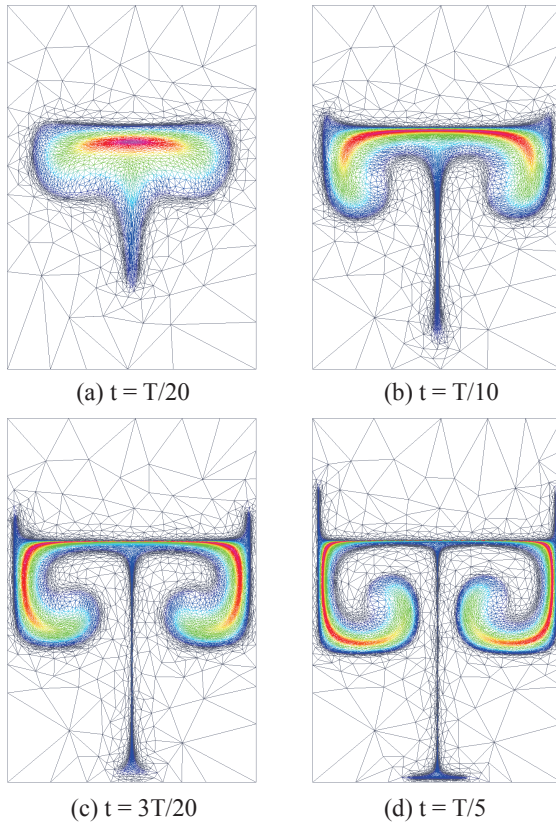 (a) t = T/20
(b) t = T/10
(c) t = 3T/20
(d) t = T/5